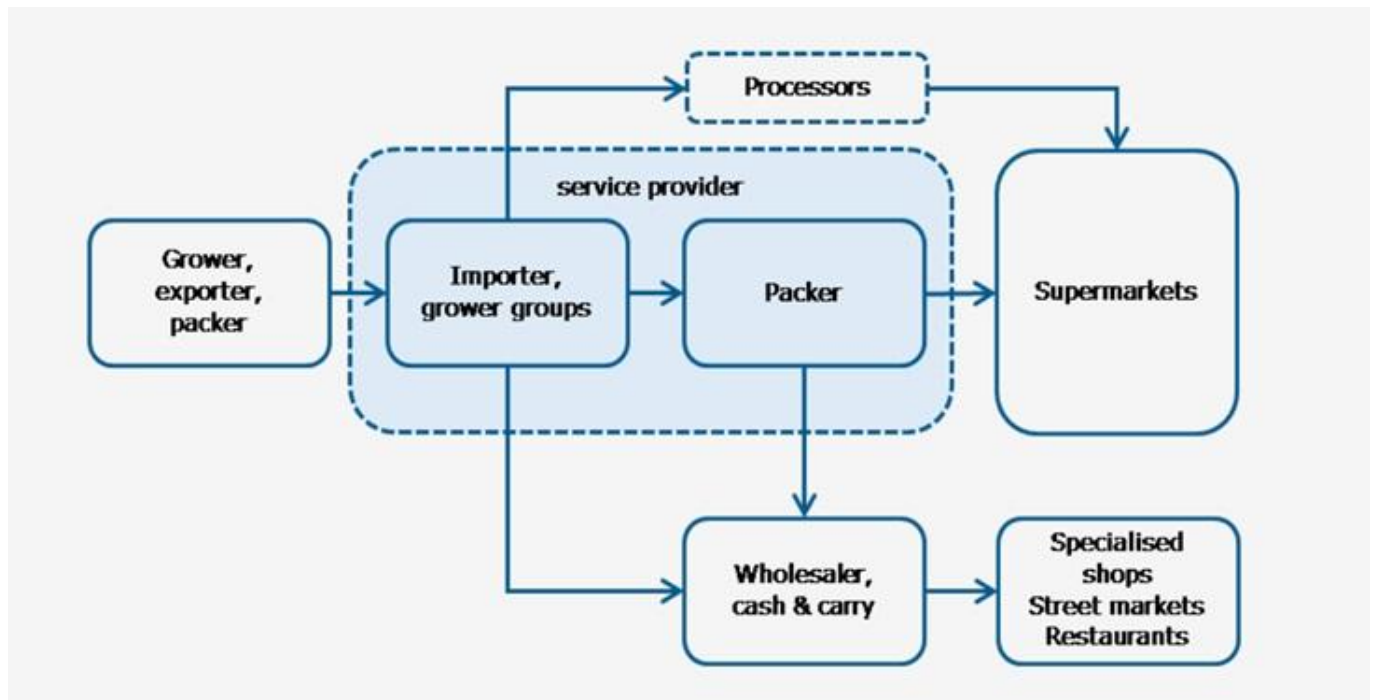 Processors
service provider
Grower,
exporter,
packer
Importer,
grower groups
Packer
Supermarkets
Wholesaler,
cash & carry
Specialised
shops
Street markets
Restaurants